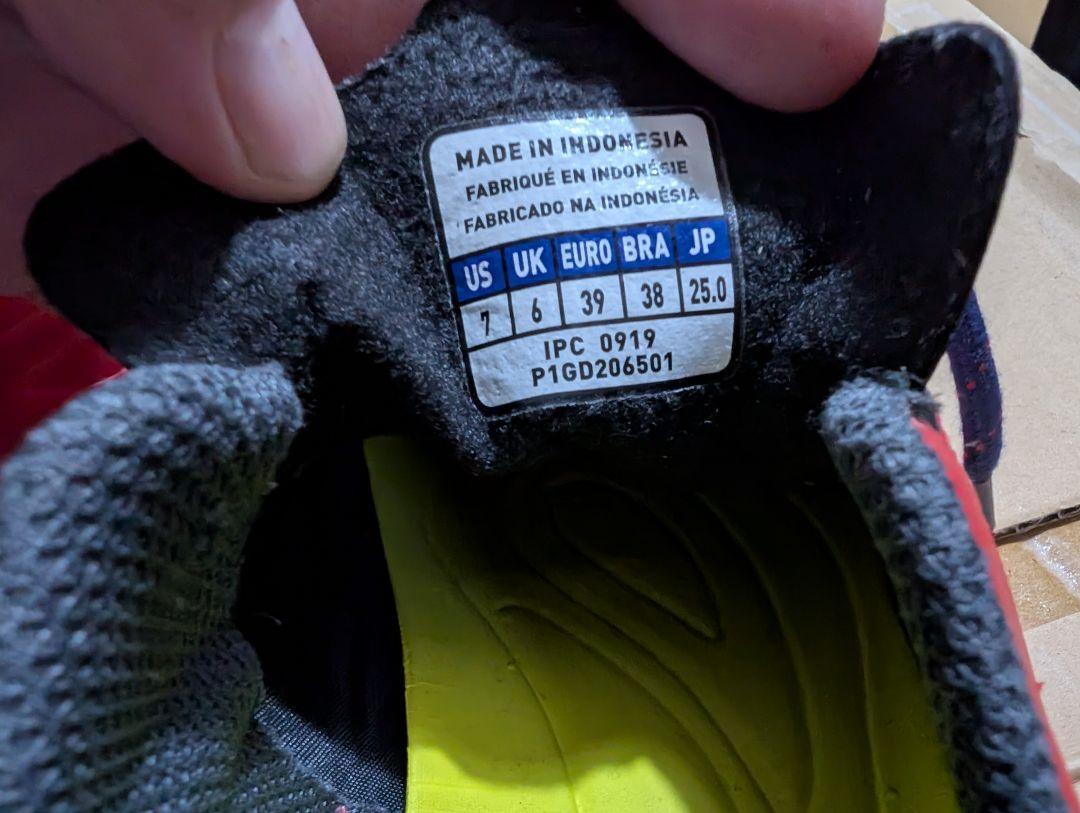 MADE IN INDONESIA
FABRIQUÉ EN INDONÉSIE
FABRICADO NA INDONÉSIA
US UK EURO BRA JP
7 6 39 38 25.0
IPC 0919
P1GD206501